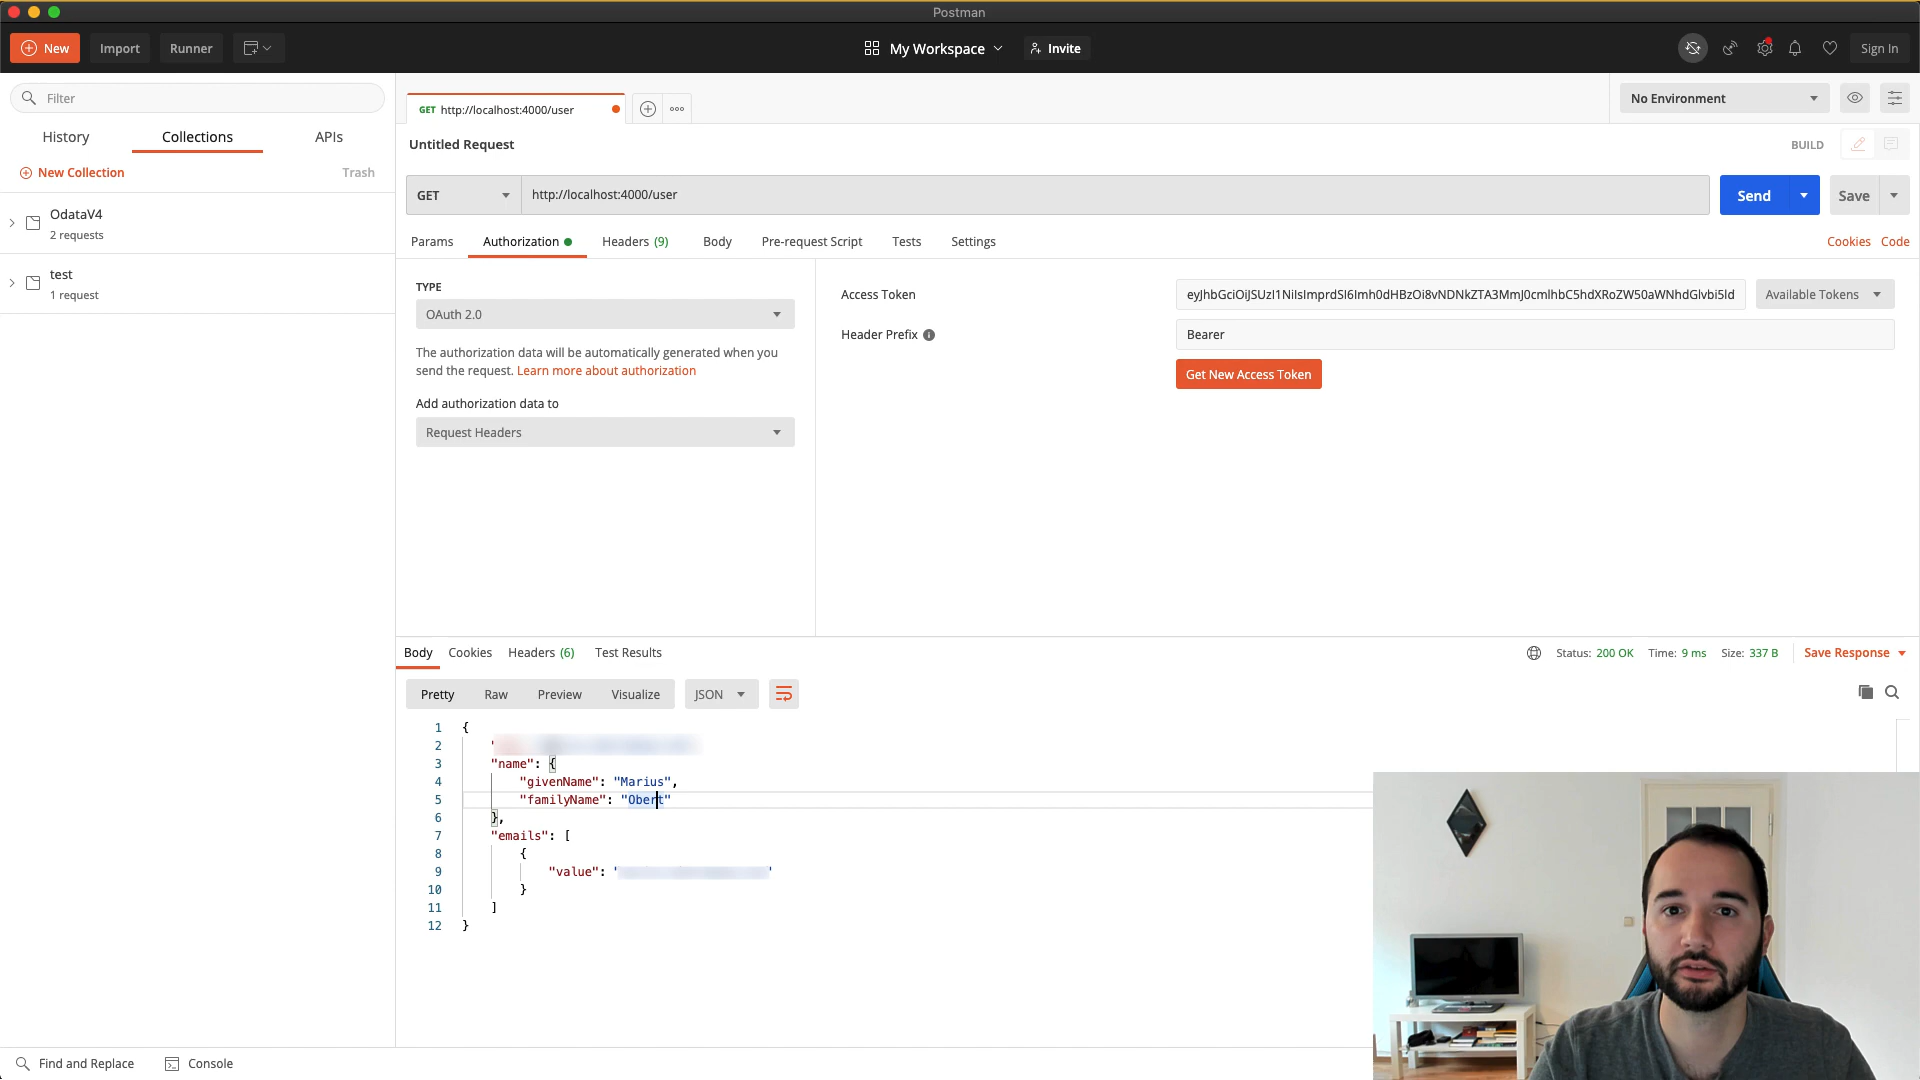 Postman
New Import Runner My Workspace Invite Sign In
Filter
History Collections APIs
New Collection Trash
OdataV4
2 requests
test
1 request
GET http://localhost:4000/user
No Environment
Untitled Request BUILD
GET http://localhost:4000/user Send Save
Params Authorization Headers (9) Body Pre-request Script Tests Settings Cookies Code
TYPE
OAuth 2.0
The authorization data will be automatically generated when you
send the request. Learn more about authorization
Add authorization data to
Request Headers
Access Token eyJhbGciOiJSUzI1NiIsImprdSI6Imh0dHBzOi8vNDNkZTA3MmJ0cmlhbC5hdXRoZW50aWNhdGlvbi5ld Available Tokens
Header Prefix Bearer
Get New Access Token
Body Cookies Headers (6) Test Results Status: 200 OK Time: 9 ms Size: 337 B Save Response
Pretty Raw Preview Visualize JSON
1 {
2 "
3 "name": {
4 "givenName": "Marius",
5 "familyName": "Obert"
6 },
7 "emails": [
8 {
9 "value": "
10 }
11 ]
12 }
Find and Replace Console